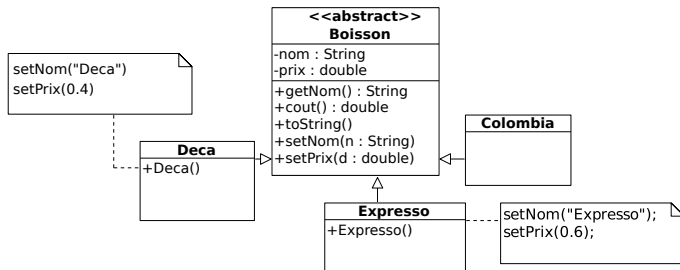 <<abstract>>
Boisson
-nom : String
-prix : double
+getNom() : String
+cout() : double
+toString()
+setNom(n : String)
+setPrix(d : double)
setNom("Deca")
setPrix(0.4)
Deca
+Deca()
Colombia
Expresso
+Expresso()
setNom("Expresso");
setPrix(0.6);